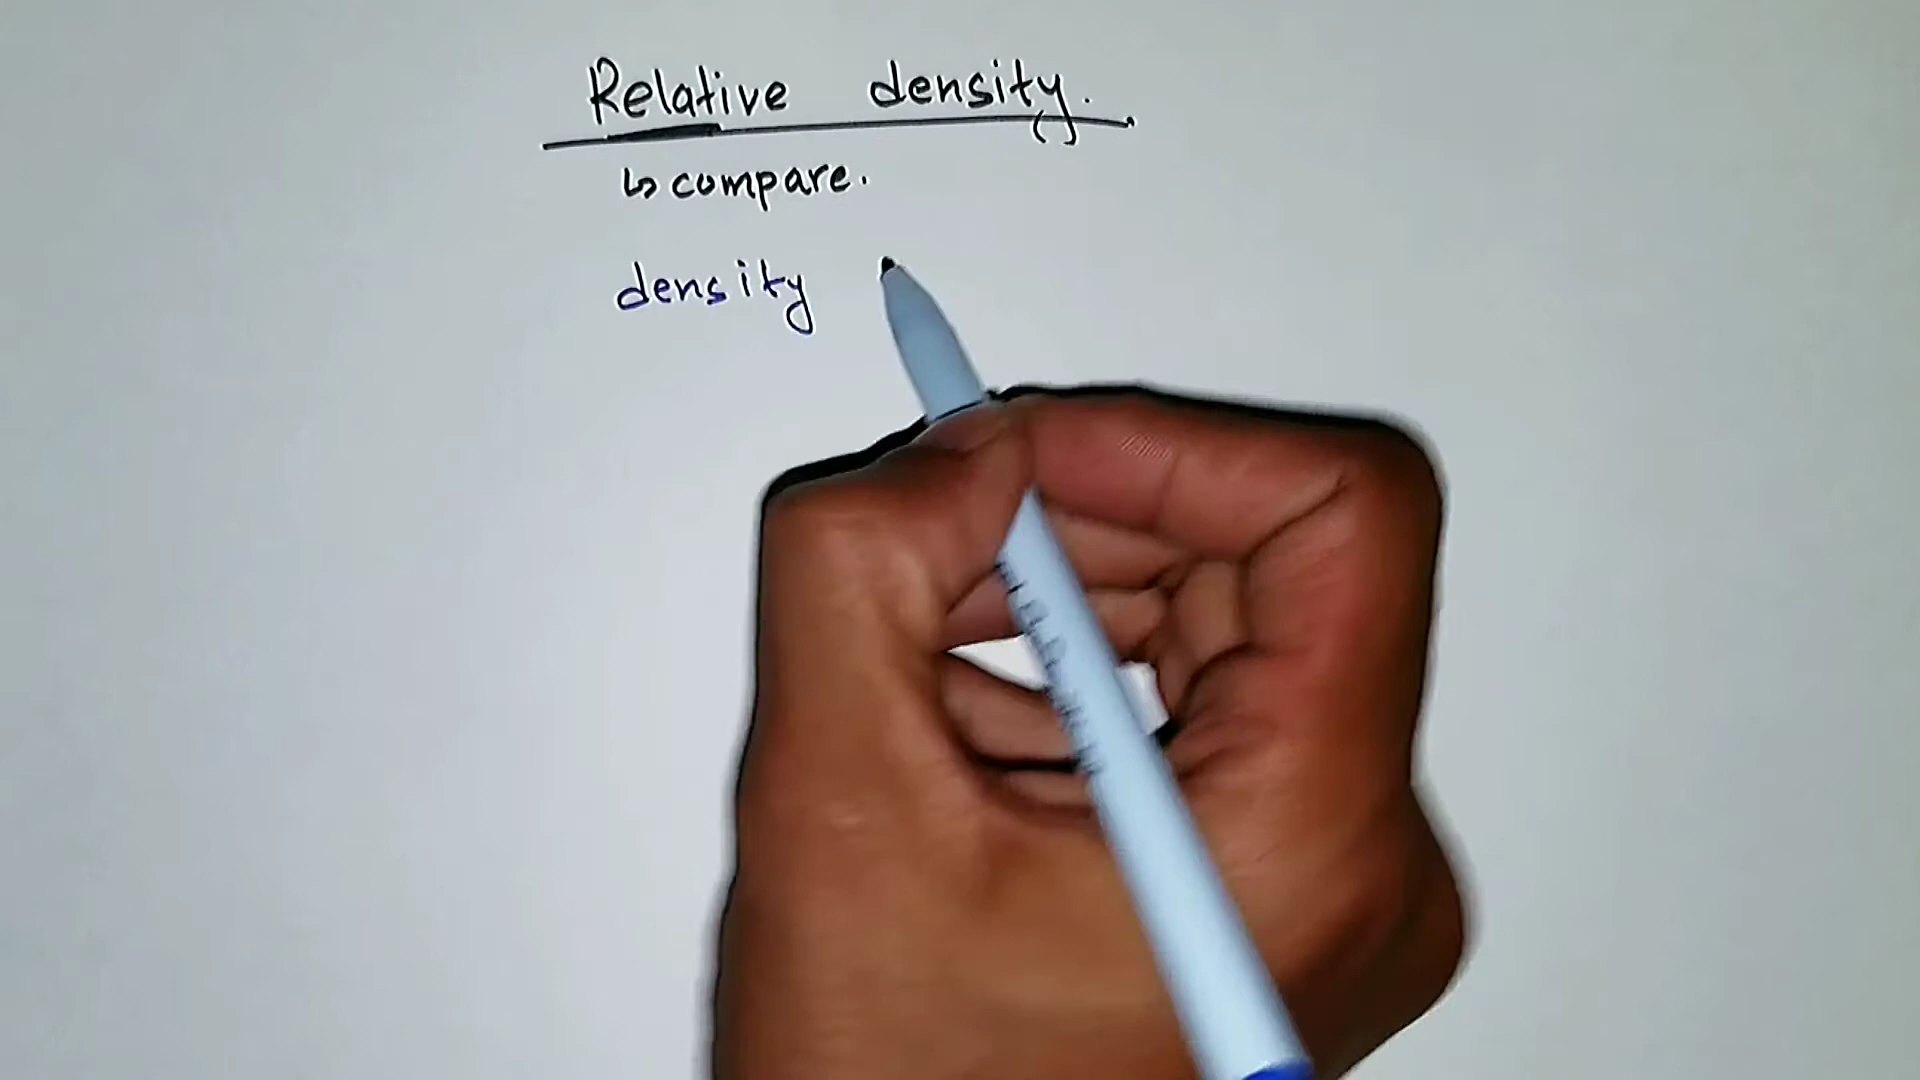 Relative density.
↳ compare.
density